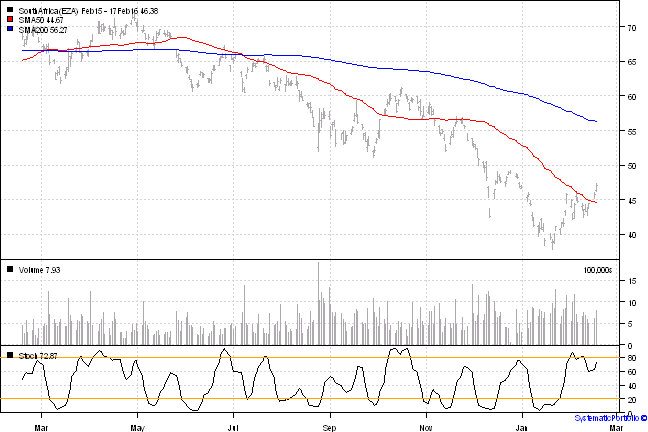 SouthAfrica(EZA) Feb15 - 17Feb16 46.38
SMA50 44.67
SMA200 56.27
70
65
60
55
50
45
40
Volume 7.93
100,000s
15
10
5
0
Stoch 72.87
80
60
40
20
0
Mar May Jul Sep Nov Jan Mar
SystematicPortfolio ©